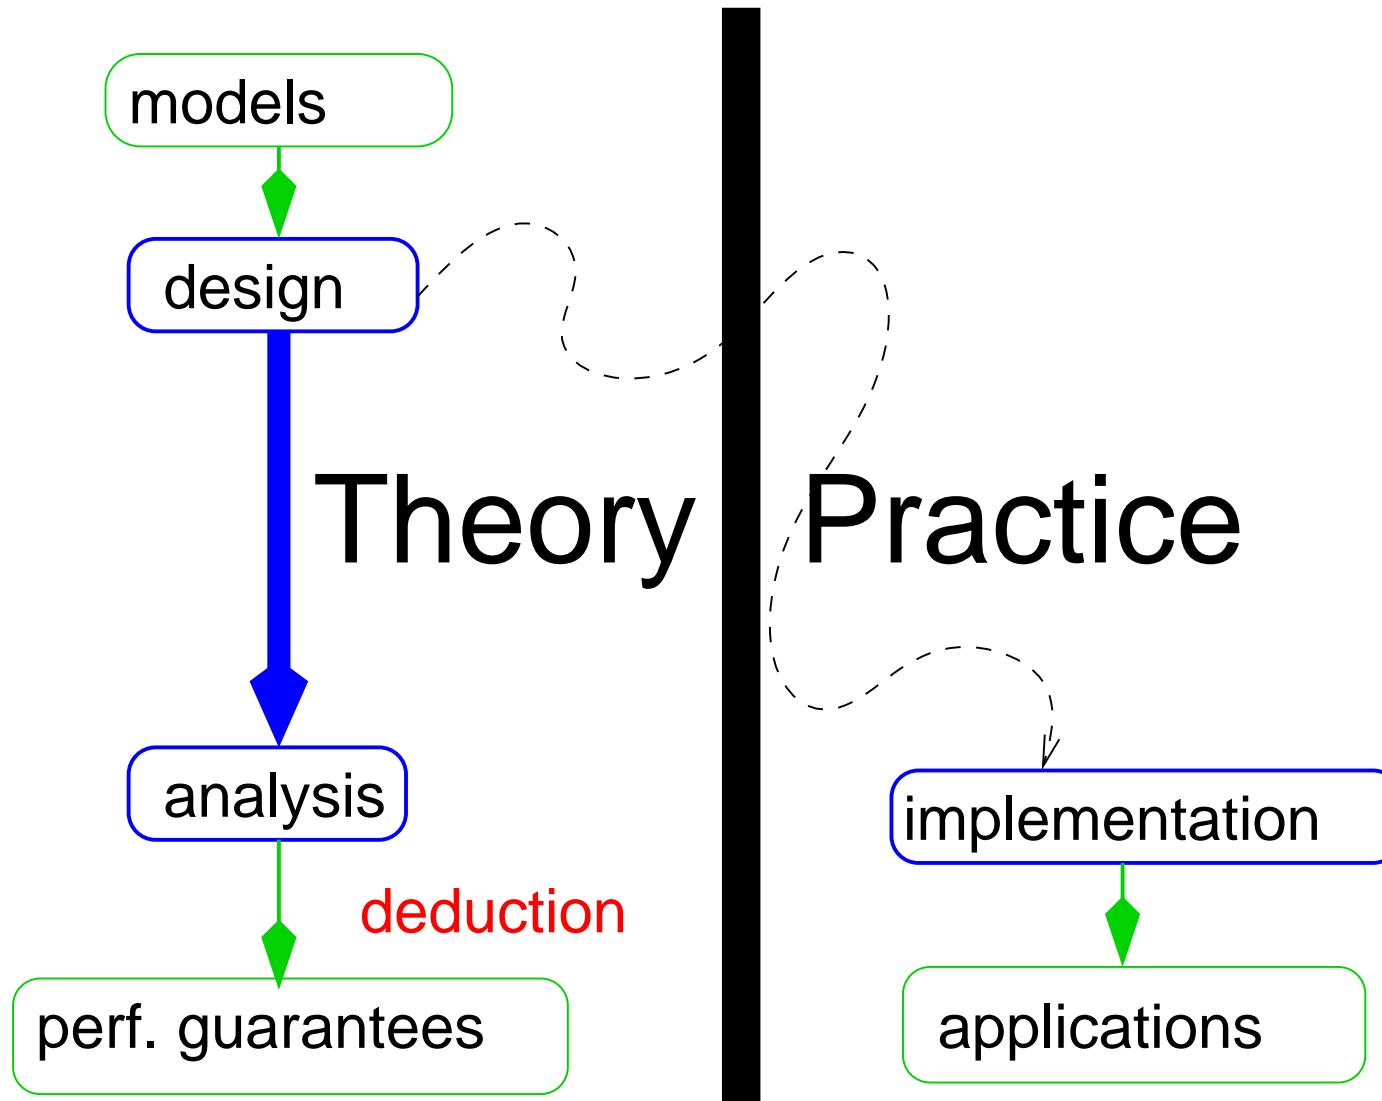 models
design
Theory
Practice
analysis
implementation
deduction
perf. guarantees
applications